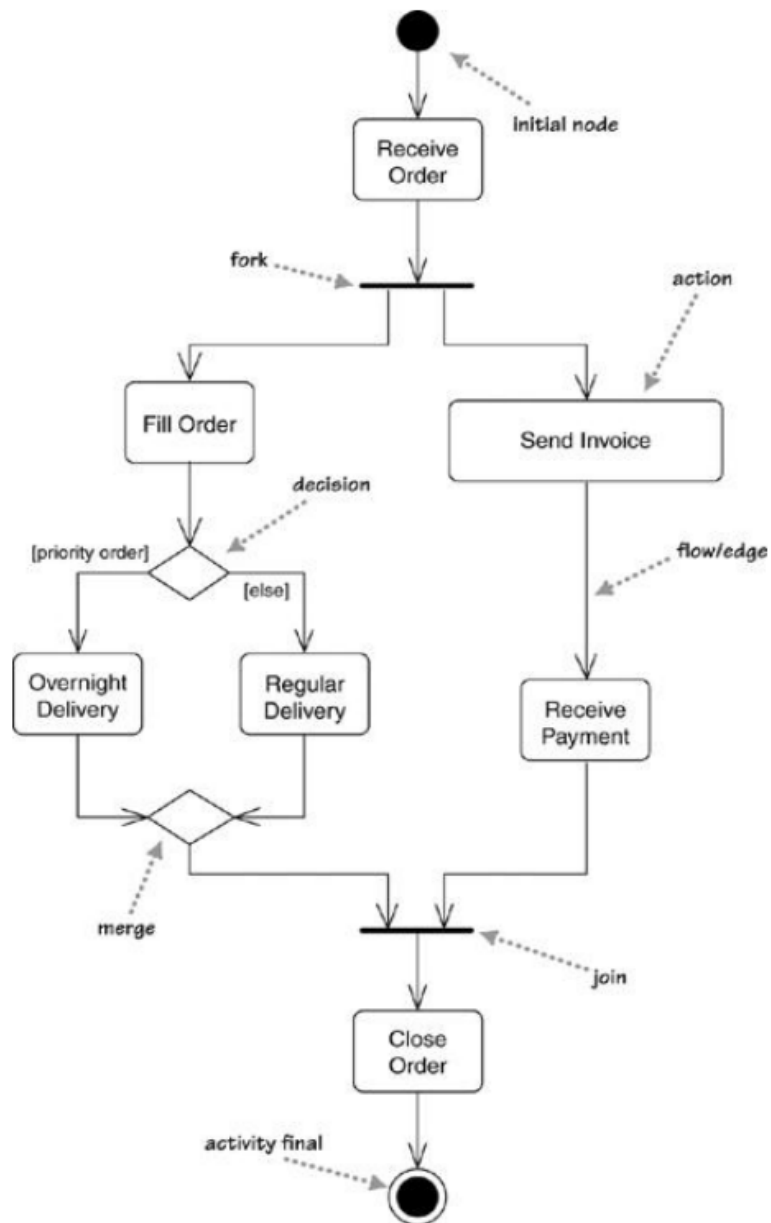 initial node
Receive
Order
fork
action
Fill Order
Send Invoice
decision
[priority order]
[else]
flow/edge
Overnight
Delivery
Regular
Delivery
Receive
Payment
merge
join
Close
Order
activity final